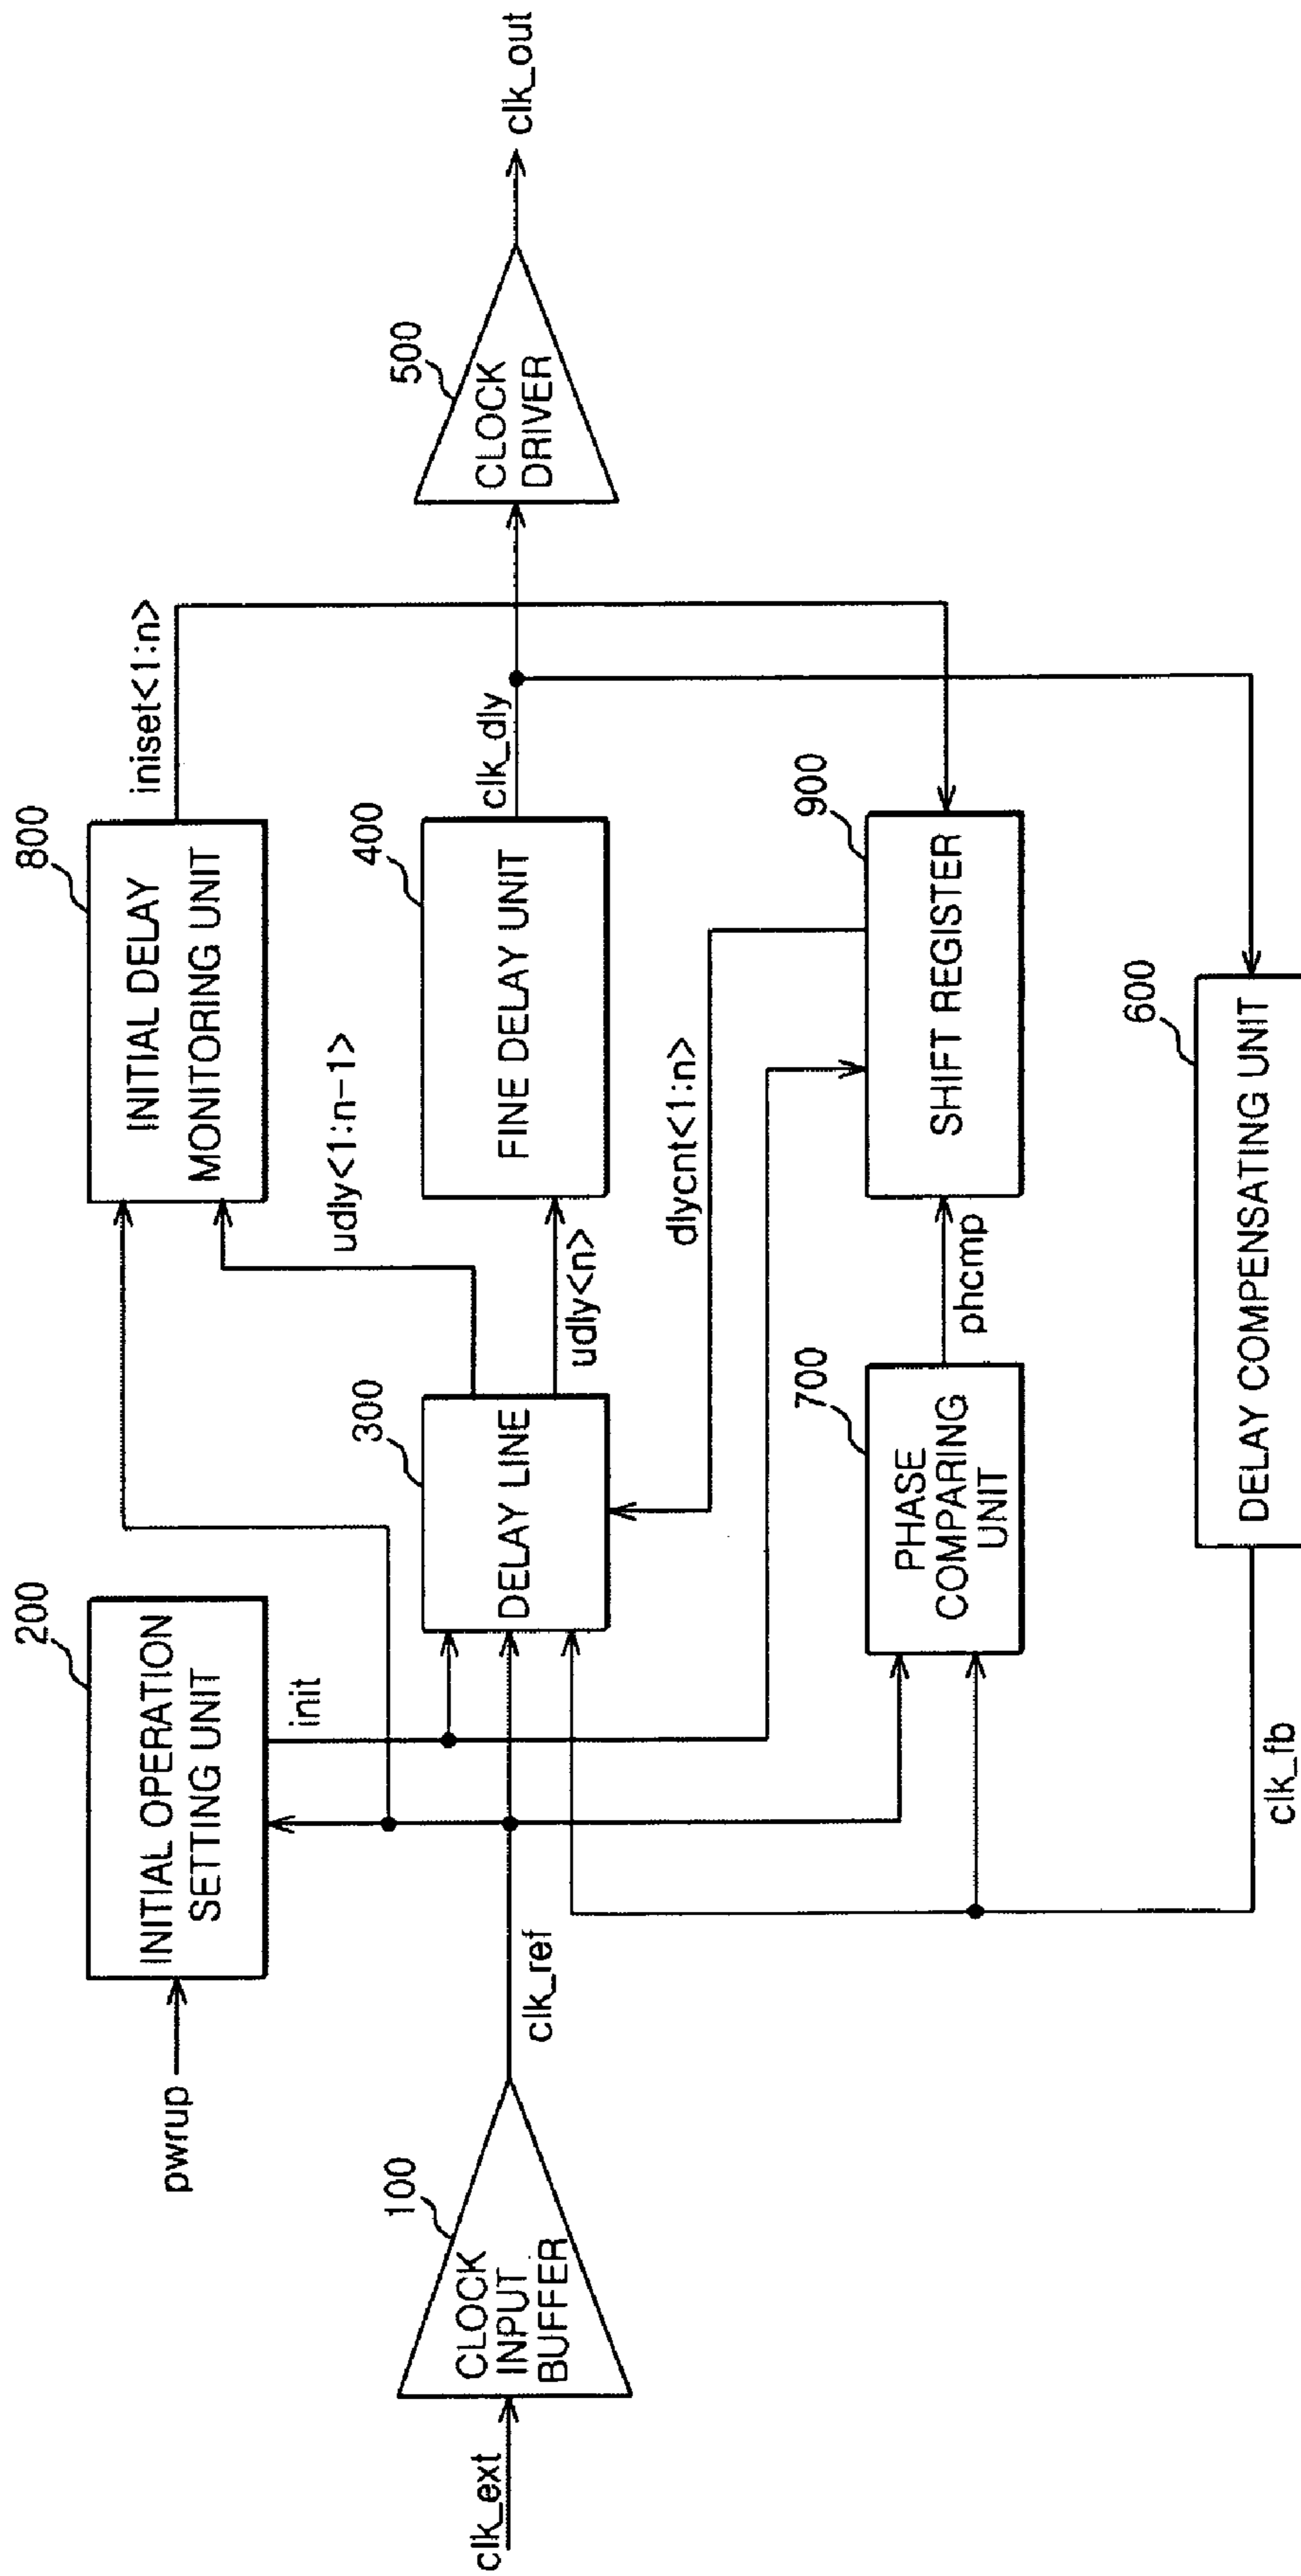 pwrup
200
INITIAL OPERATION
SETTING UNIT
init
800
INITIAL DELAY
MONITORING UNIT
iniset<1:n>
udly<1:n-1>
clk_ext
100
CLOCK
INPUT
BUFFER
clk_ref
300
DELAY LINE
udly<n>
400
FINE DELAY UNIT
clk_dly
500
CLOCK
DRIVER
clk_out
dlycnt<1:n>
700
PHASE
COMPARING
UNIT
phcmp
900
SHIFT REGISTER
clk_fb
600
DELAY COMPENSATING UNIT